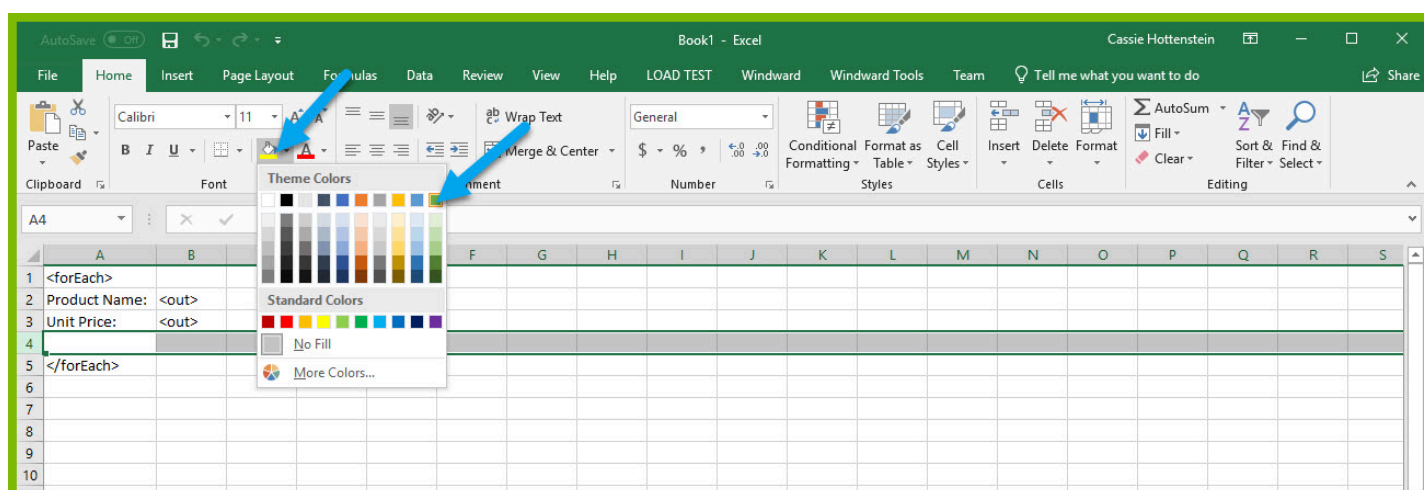 AutoSave Off Book1 - Excel Cassie Hottenstein
File Home Insert Page Layout Formulas Data Review View Help LOAD TEST Windward Windward Tools Team Tell me what you want to do Share
Paste
Clipboard
Calibri 11 A
B I U A
Font
ab Wrap Text
Merge & Center
General
$ % , .00 .0
Number
Conditional Formatting
Format as Table
Cell Styles
Styles
Insert Delete Format
Cells
AutoSum
Fill
Clear
Sort & Filter
Find & Select
Editing
Theme Colors
Standard Colors
No Fill
More Colors...
A4
A B F G H I J K L M N O P Q R S
1 <forEach>
2 Product Name: <out>
3 Unit Price: <out>
4
5 </forEach>
6
7
8
9
10